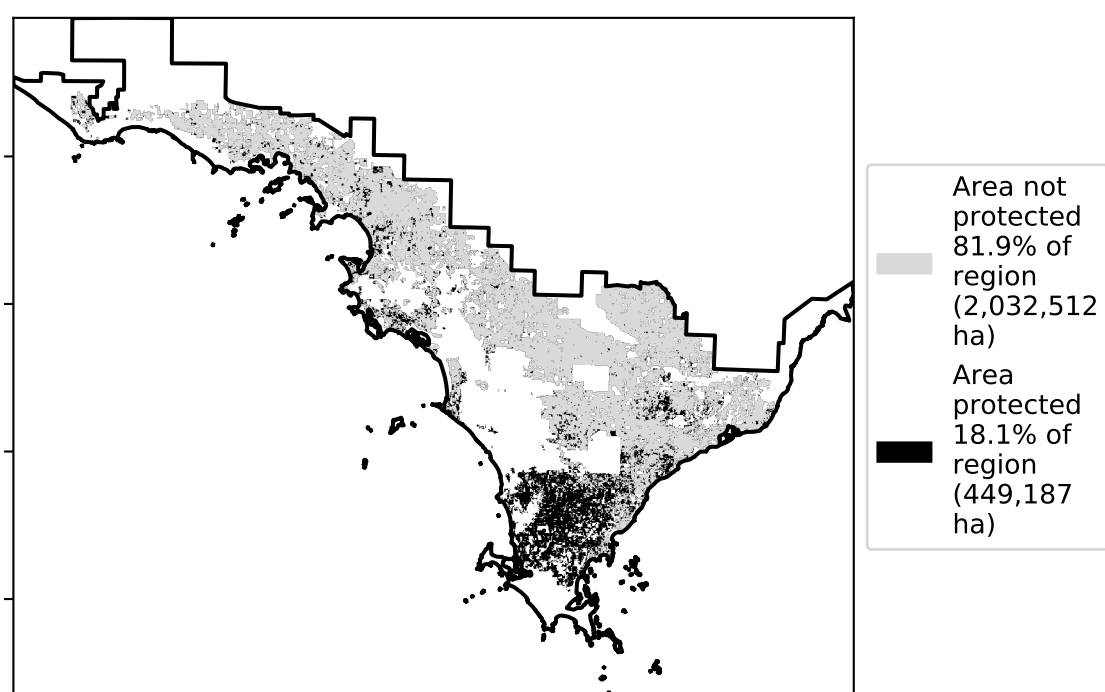 Area not
protected
81.9% of
region
(2,032,512
ha)
Area
protected
18.1% of
region
(449,187
ha)